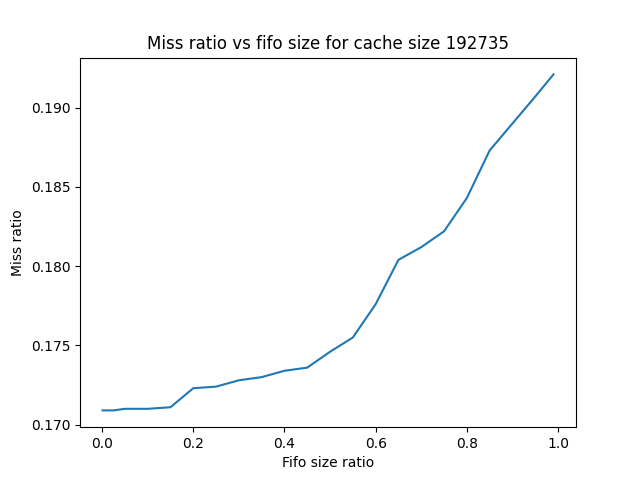 Miss ratio vs fifo size for cache size 192735
0.190
0.185
0.180
0.175
0.170
Miss ratio
0.0 0.2 0.4 0.6 0.8 1.0
Fifo size ratio